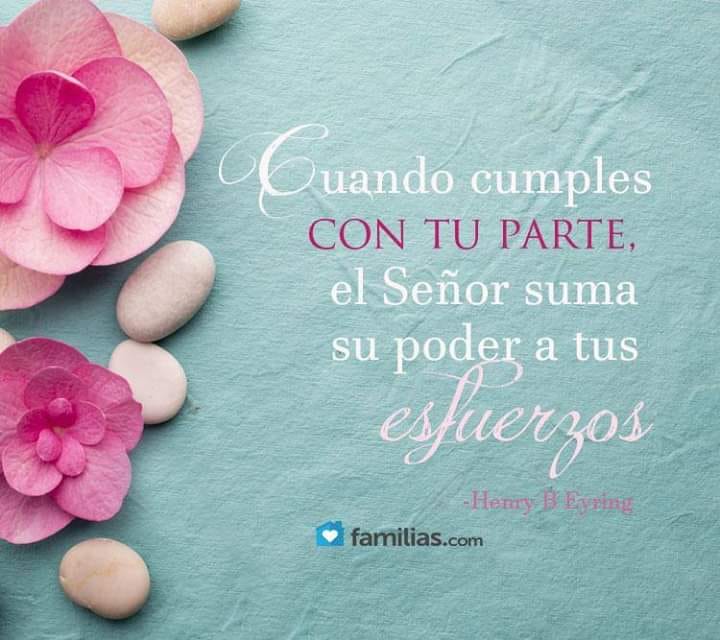 Cuando cumples
CON TU PARTE,
el Señor suma
su poder a tus
esfuerzos
-Henry B Eyring
familias.com